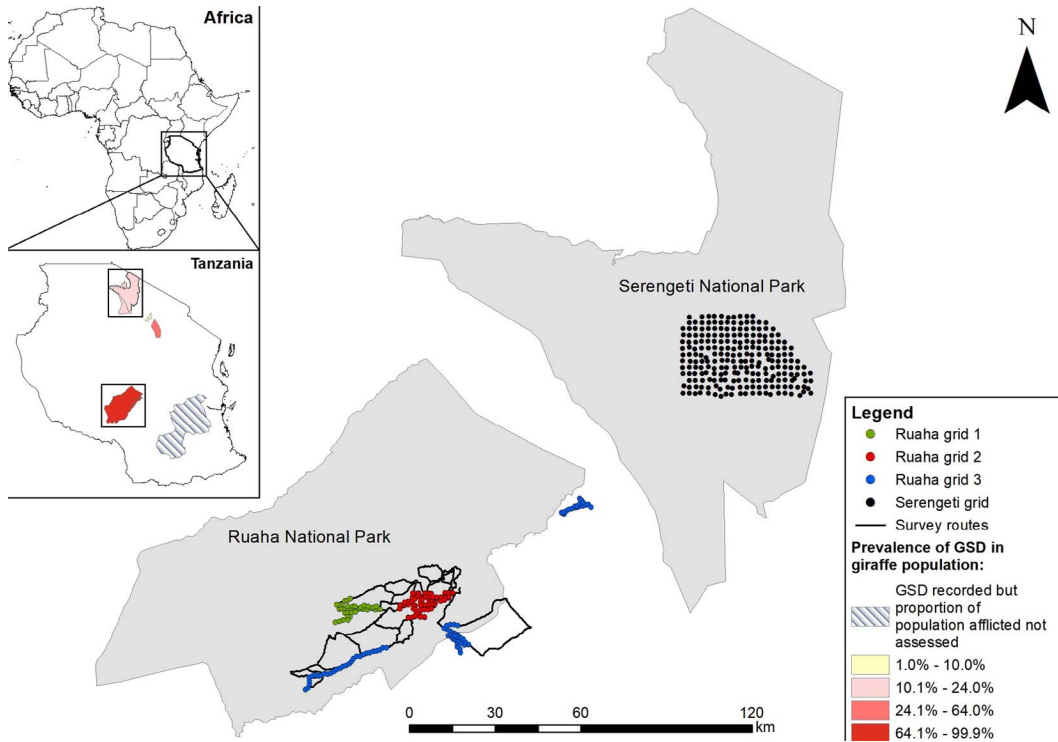 Africa
N
Tanzania
Serengeti National Park
Ruaha National Park
Legend
Ruaha grid 1
Ruaha grid 2
Ruaha grid 3
Serengeti grid
Survey routes
Prevalence of GSD in
giraffe population:
GSD recorded but
proportion of
population afflicted not
assessed
1.0% - 10.0%
10.1% - 24.0%
24.1% - 64.0%
64.1% - 99.9%
0 30 60 120
km